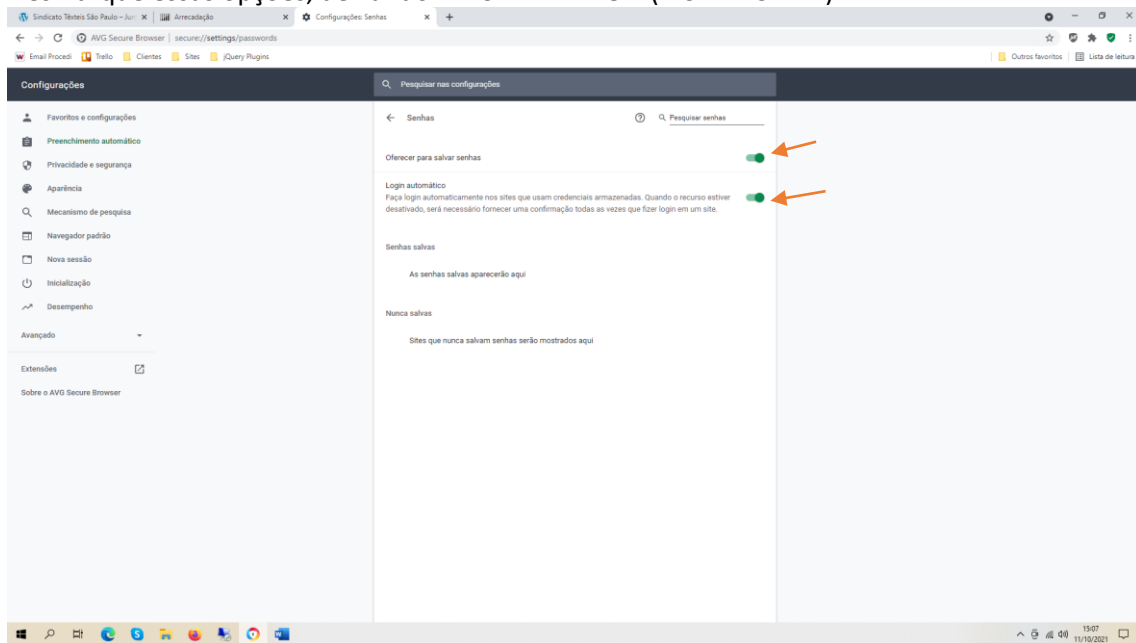 Sindicato Têxteis São Paulo – Jur
Arrecadação
Configurações: Senhas
AVG Secure Browser | secure://settings/passwords
Email Procedi Trello Clientes Sites jQuery Plugins Outros favoritos Lista de leitura
Configurações
Pesquisar nas configurações
Favoritos e configurações
Preenchimento automático
Privacidade e segurança
Aparência
Mecanismo de pesquisa
Navegador padrão
Nova sessão
Inicialização
Desempenho
Avançado
Extensões
Sobre o AVG Secure Browser
Senhas
Pesquisar senhas
Oferecer para salvar senhas
Login automático
Faça login automaticamente nos sites que usam credenciais armazenadas. Quando o recurso estiver
desativado, será necessário fornecer uma confirmação todas as vezes que fizer login em um site.
Senhas salvas
As senhas salvas aparecerão aqui
Nunca salvas
Sites que nunca salvam senhas serão mostrados aqui
15:07
11/10/2021